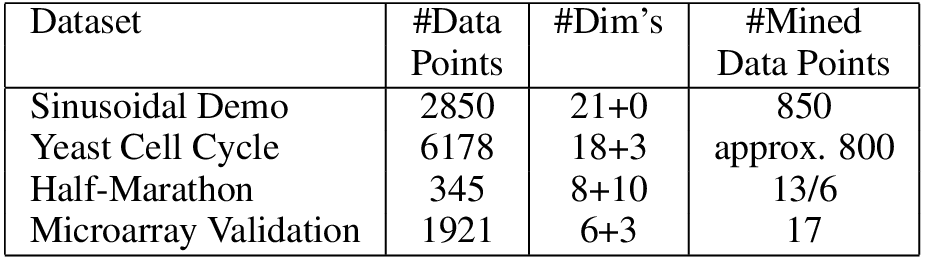 Dataset #Data #Dim's #Mined
Points Data Points
Sinusoidal Demo 2850 21+0 850
Yeast Cell Cycle 6178 18+3 approx. 800
Half-Marathon 345 8+10 13/6
Microarray Validation 1921 6+3 17